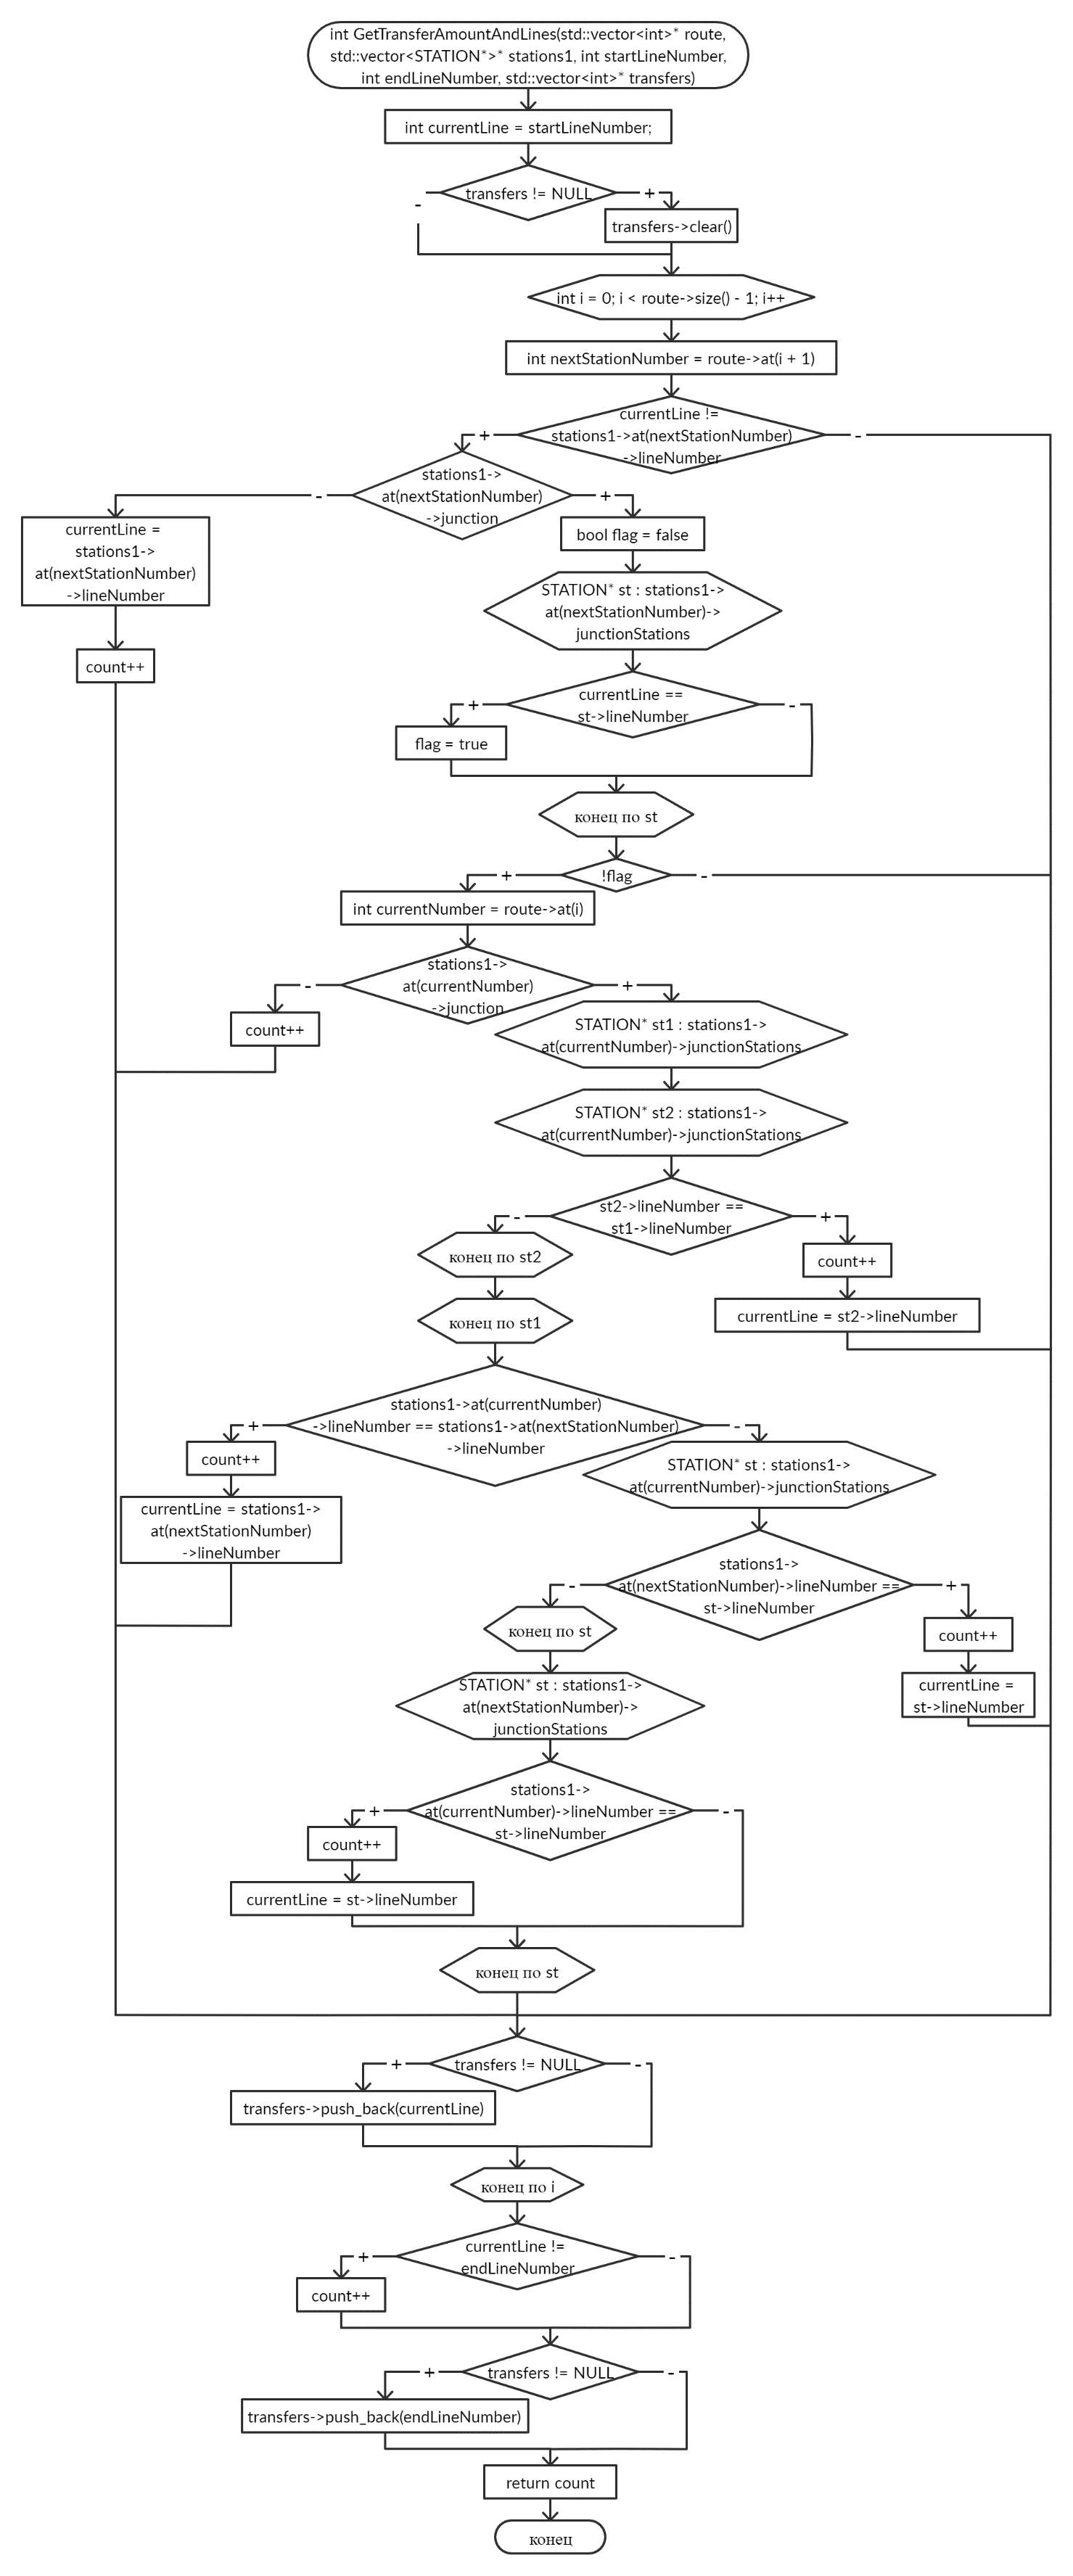 int GetTransferAmountAndLines(std::vector<int>* route,
std::vector<STATION*>* stations1, int startLineNumber,
int endLineNumber, std::vector<int>* transfers)
int currentLine = startLineNumber;
transfers != NULL
+
-
transfers->clear()
int i = 0; i < route->size() - 1; i++
int nextStationNumber = route->at(i + 1)
currentLine !=
stations1->at(nextStationNumber)
->lineNumber
+
-
stations1->
at(nextStationNumber)
->junction
-
+
currentLine =
stations1->
at(nextStationNumber)
->lineNumber
count++
bool flag = false
STATION* st : stations1->
at(nextStationNumber)->
junctionStations
currentLine ==
st->lineNumber
+
-
flag = true
конец по st
!flag
+
-
int currentNumber = route->at(i)
stations1->
at(currentNumber)
->junction
-
+
count++
STATION* st1 : stations1->
at(currentNumber)->junctionStations
STATION* st2 : stations1->
at(currentNumber)->junctionStations
st2->lineNumber ==
st1->lineNumber
-
+
конец по st2
count++
конец по st1
currentLine = st2->lineNumber
stations1->at(currentNumber)
->lineNumber == stations1->at(nextStationNumber)
->lineNumber
+
-
count++
currentLine = stations1->
at(nextStationNumber)
->lineNumber
STATION* st : stations1->
at(currentNumber)->junctionStations
stations1->
at(nextStationNumber)->lineNumber ==
st->lineNumber
-
+
конец по st
count++
currentLine =
st->lineNumber
STATION* st : stations1->
at(nextStationNumber)->
junctionStations
stations1->
at(currentNumber)->lineNumber ==
st->lineNumber
+
-
count++
currentLine = st->lineNumber
конец по st
transfers != NULL
+
-
transfers->push_back(currentLine)
конец по i
currentLine !=
endLineNumber
+
-
count++
transfers != NULL
+
-
transfers->push_back(endLineNumber)
return count
конец